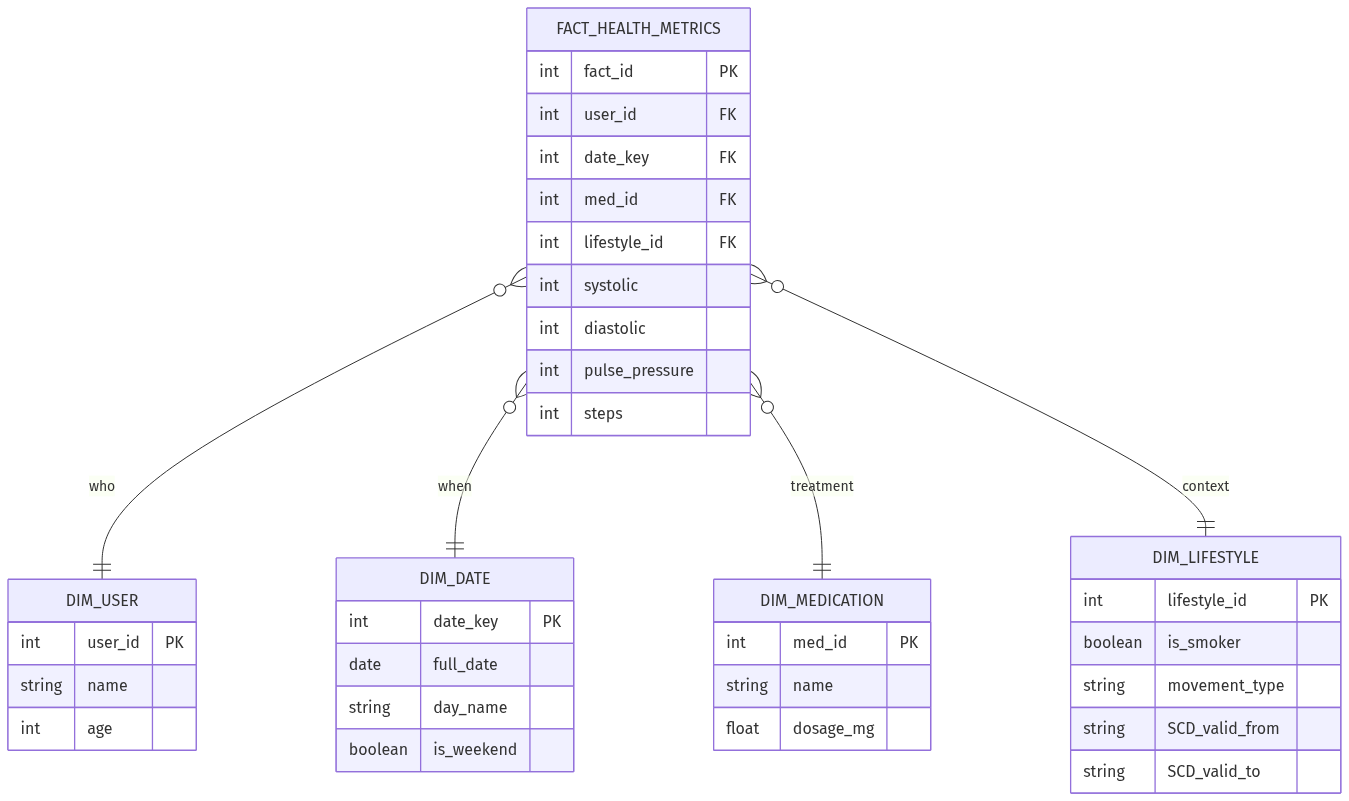 FACT_HEALTH_METRICS
int fact_id PK
int user_id FK
int date_key FK
int med_id FK
int lifestyle_id FK
int systolic
int diastolic
int pulse_pressure
int steps
who
when
treatment
context
DIM_USER
int user_id PK
string name
int age
DIM_DATE
int date_key PK
date full_date
string day_name
boolean is_weekend
DIM_MEDICATION
int med_id PK
string name
float dosage_mg
DIM_LIFESTYLE
int lifestyle_id PK
boolean is_smoker
string movement_type
string SCD_valid_from
string SCD_valid_to